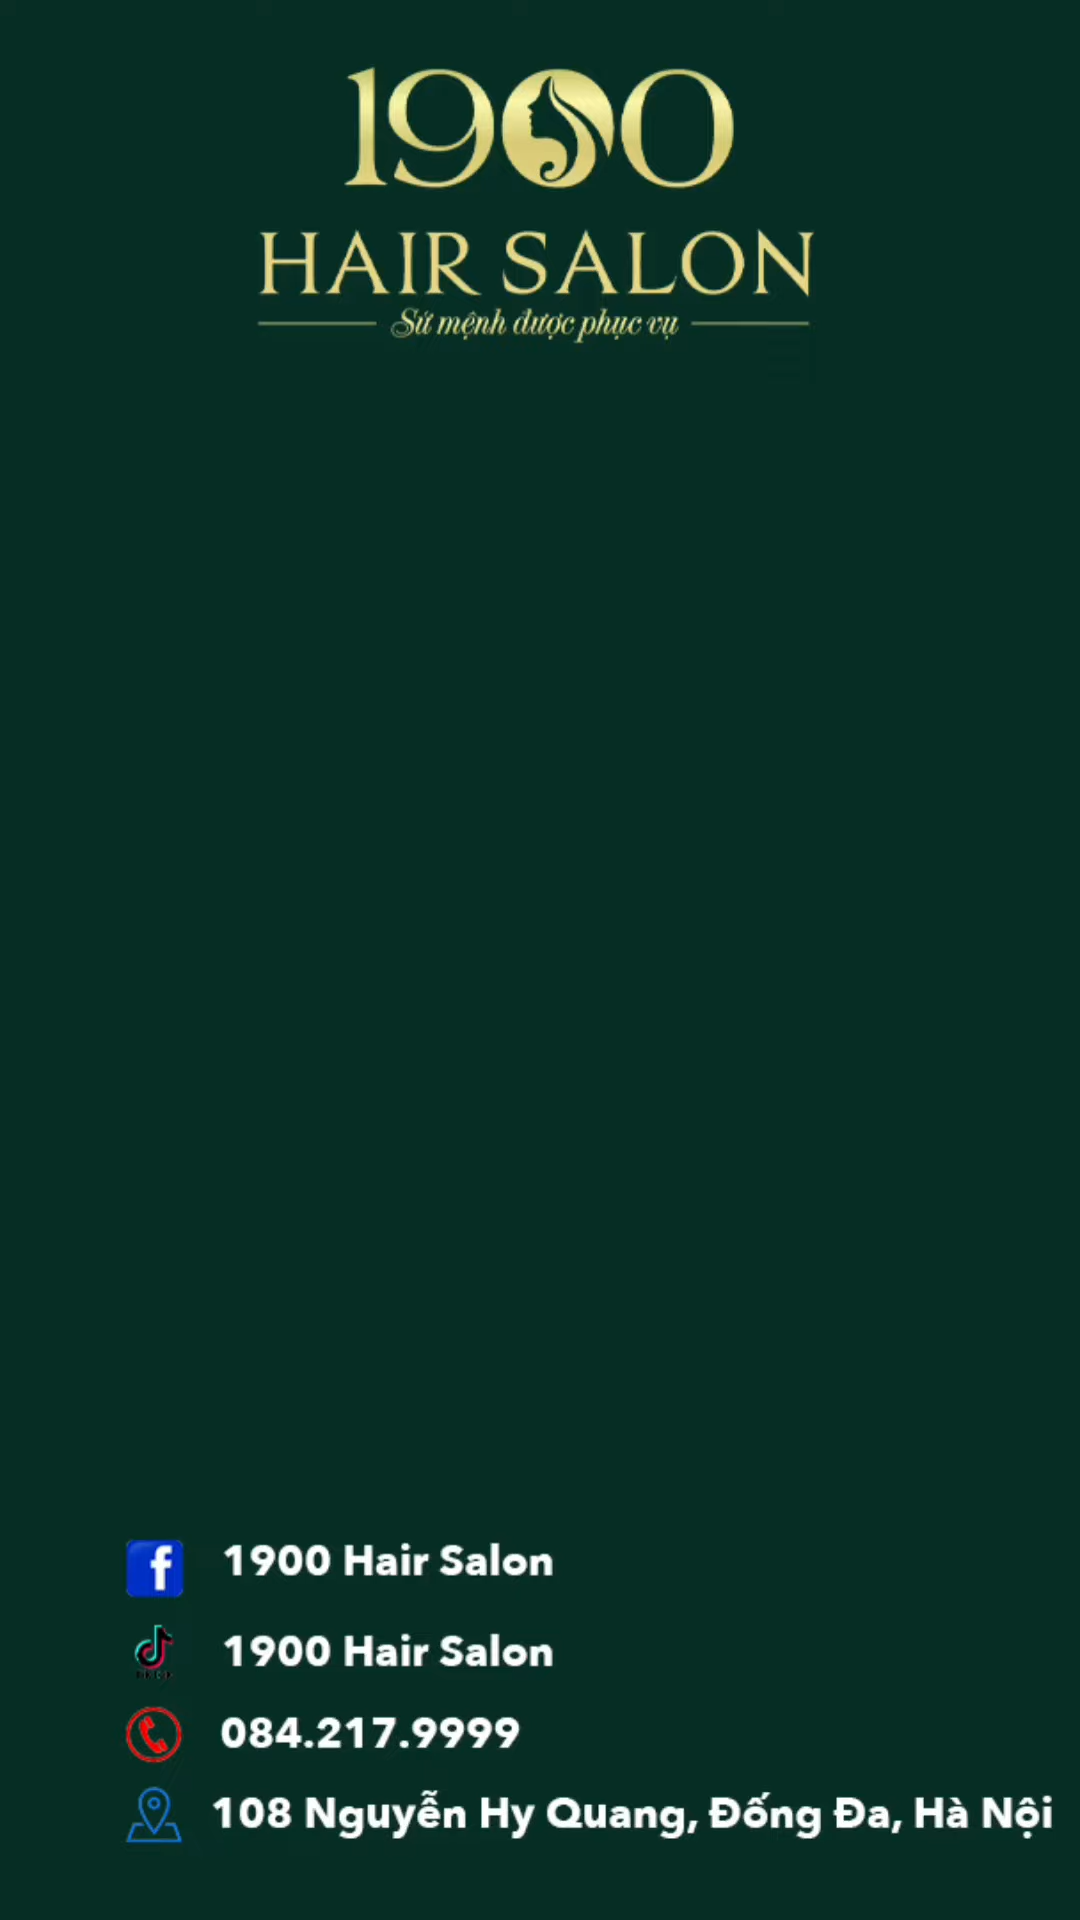 1900
HAIR SALON
Sứ mệnh được phục vụ
1900 Hair Salon
1900 Hair Salon
084.217.9999
108 Nguyễn Hy Quang, Đống Đa, Hà Nội